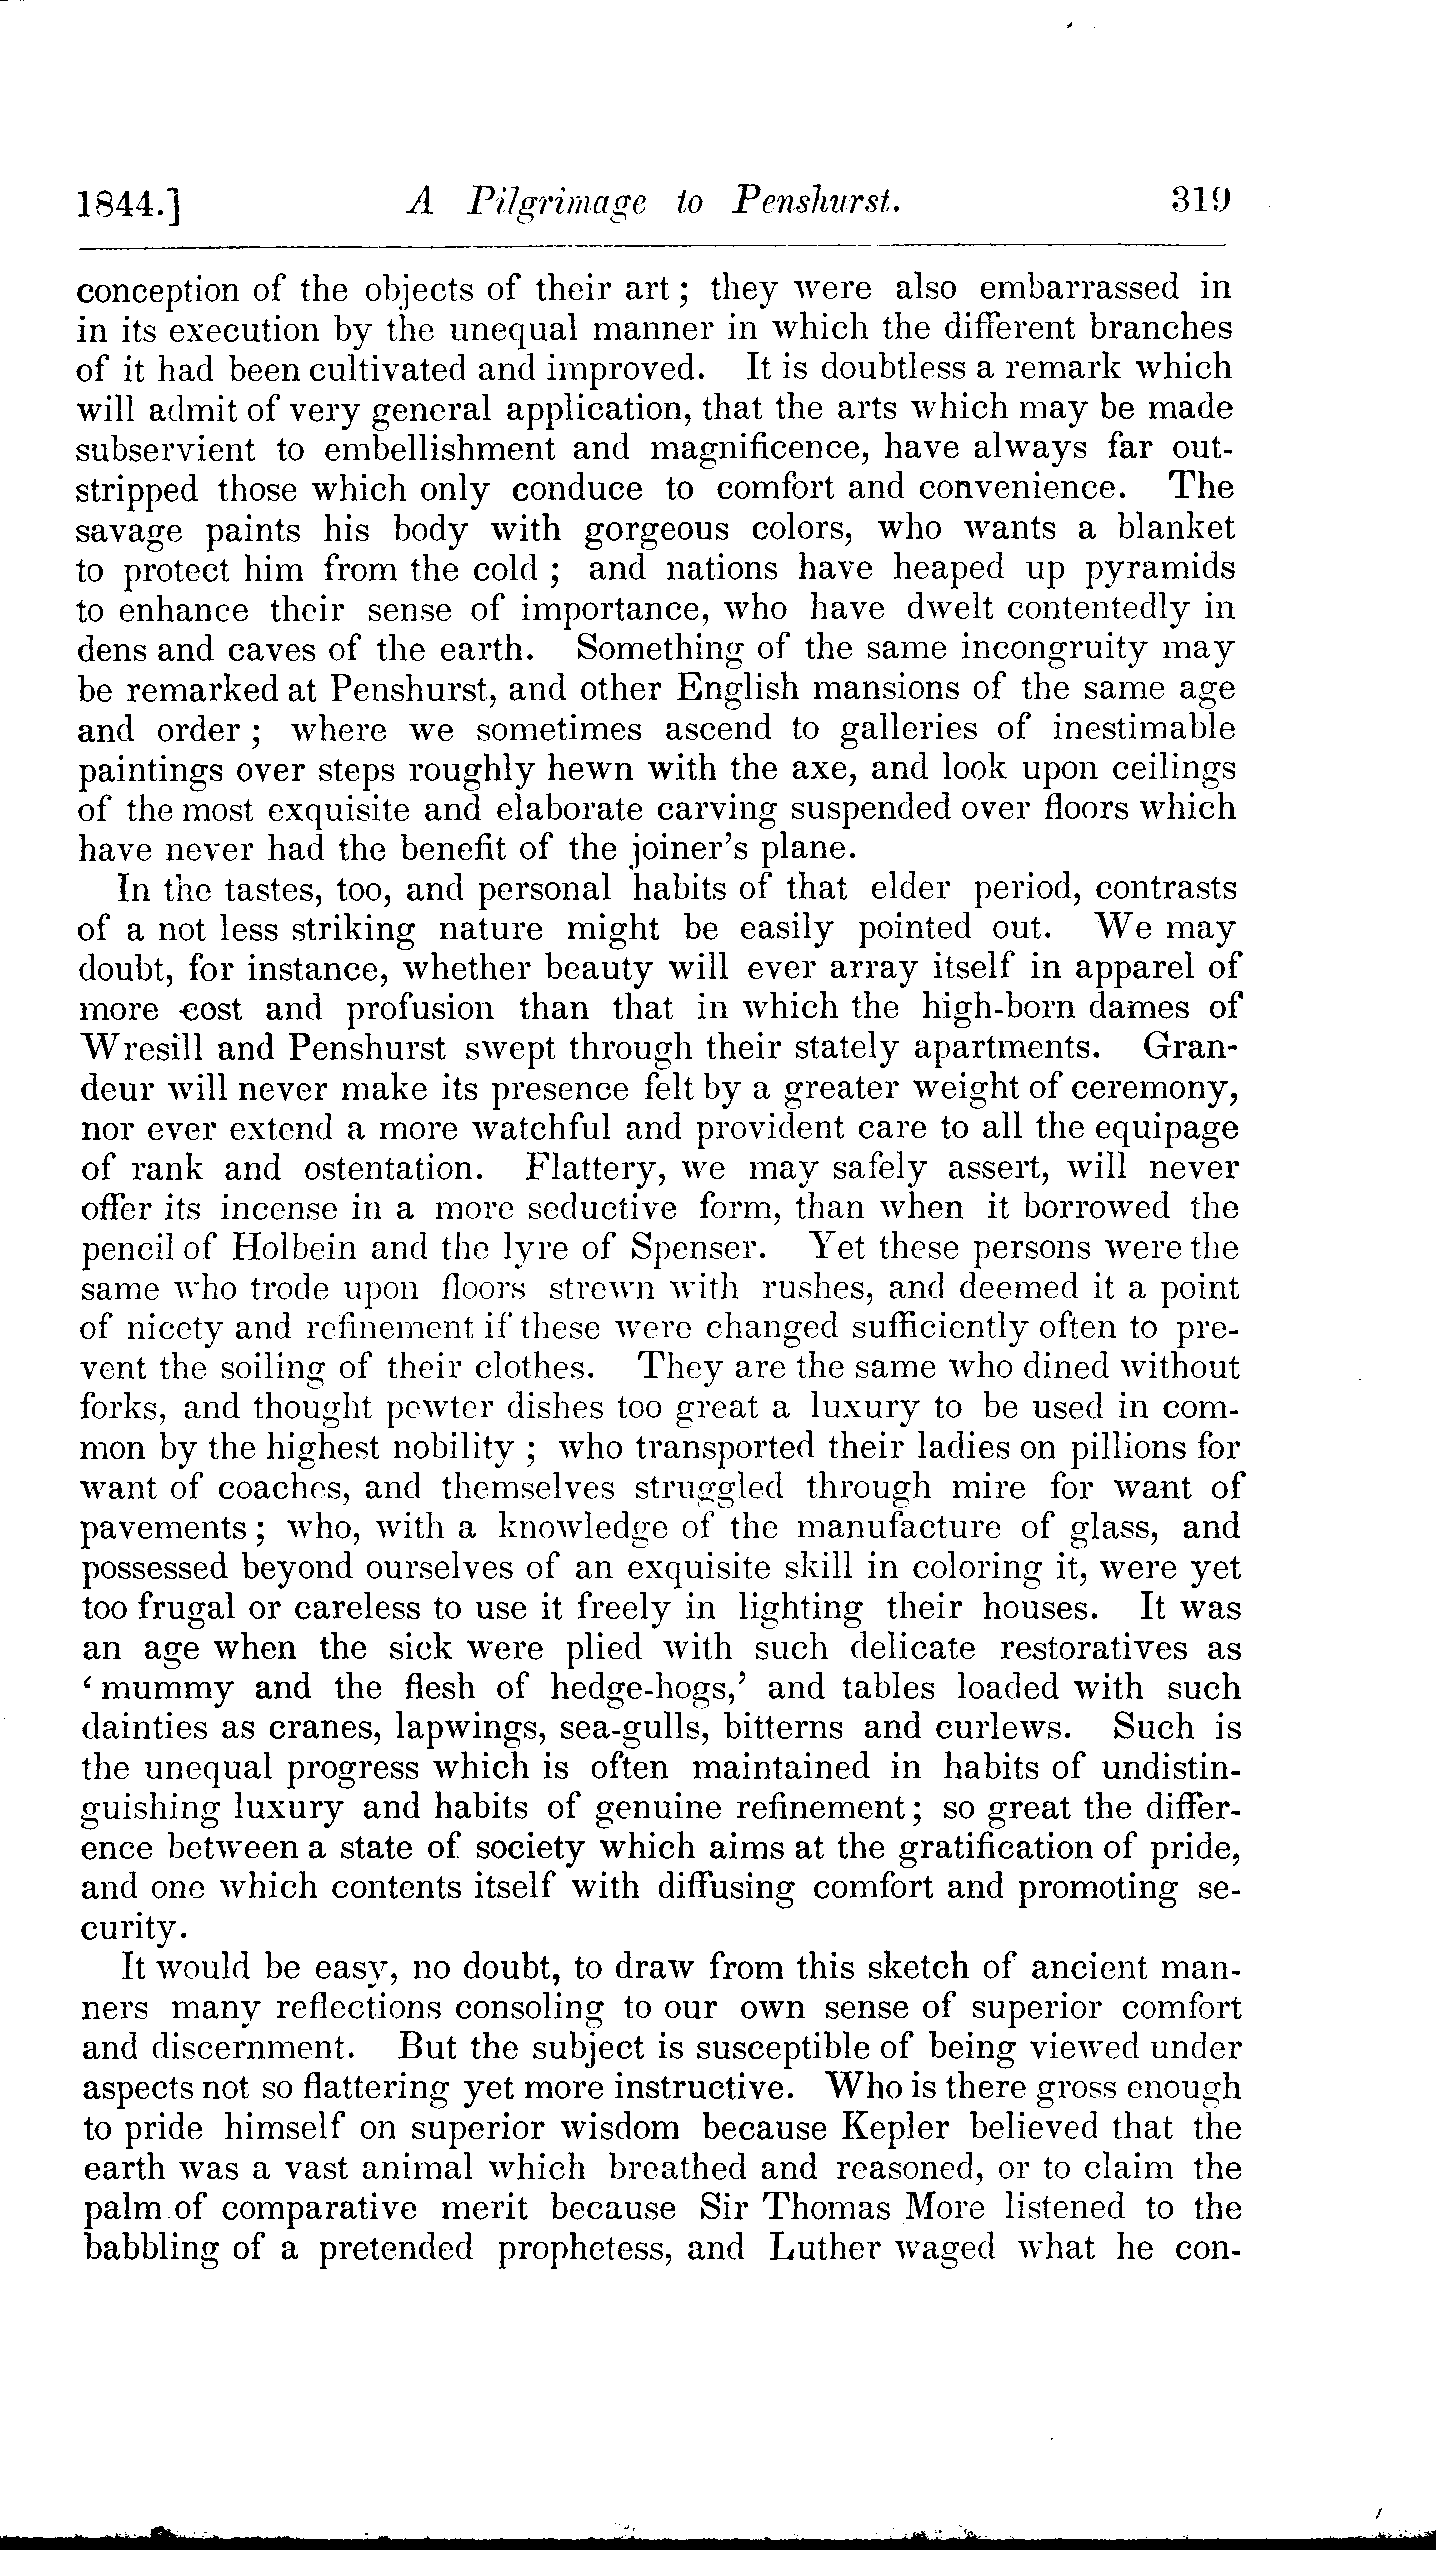 1844.] A Pilgrimage to Penshurst. 319
conception of the objects of their art ; they were also embarrassed in
in its execution by the unequal manner in which the different branches
of it had been cultivated and improved. It is doubtless a remark which
will admit of very general application, that the arts which may be made
subservient to embellishment and magnificence, have always far out-
stripped those which only conduce to comfort and convenience. The
savage paints his body with gorgeous colors, who wants a blanket
to protect him from the cold ; and nations have heaped up pyramids
to enhance their sense of importance, who have dwelt contentedly in
dens and caves of the earth. Something of the same incongruity may
be remarked at Penshurst, and other English mansions of the same age
and order ; where we sometimes ascend to galleries of inestimable
paintings over steps roughly hewn with the axe, and look upon ceilings
of the most exquisite and elaborate carving suspended over floors which
have never had the benefit of the joiner's plane.
In the tastes, too, and personal habits of that elder period, contrasts
of a not less striking nature might be easily pointed out. We may
doubt, for instance, whether beauty will ever array itself in apparel of
more cost and profusion than that in which the high-born dames of
Wresill and Penshurst swept through their stately apartments. Gran-
deur will never make its presence felt by a greater weight of ceremony,
nor ever extend a more watchful and provident care to all the equipage
of rank and ostentation. Flattery, we may safely assert, will never
offer its incense in a more seductive form, than when it borrowed the
pencil of Holbein and the lyre of Spenser. Yet these persons were the
same who trode upon floors strewn with rushes, and deemed it a point
of nicety and refinement if these were changed sufficiently often to pre-
vent the soiling of their clothes. They are the same who dined without
forks, and thought pewter dishes too great a luxury to be used in com-
mon by the highest nobility ; who transported their ladies on pillions for
want of coaches, and themselves struggled through mire for want of
pavements ; who, with a knowledge of the manufacture of glass, and
possessed beyond ourselves of an exquisite skill in coloring it, were yet
too frugal or careless to use it freely in lighting their houses. It was
an age when the sick were plied with such delicate restoratives as
‘ mummy and the flesh of hedge-hogs,’ and tables loaded with such
dainties as cranes, lapwings, sea-gulls, bitterns and curlews. Such is
the unequal progress which is often maintained in habits of undistin-
guishing luxury and habits of genuine refinement ; so great the differ-
ence between a state of society which aims at the gratification of pride,
and one which contents itself with diffusing comfort and promoting se-
curity.
It would be easy, no doubt, to draw from this sketch of ancient man-
ners many reflections consoling to our own sense of superior comfort
and discernment. But the subject is susceptible of being viewed under
aspects not so flattering yet more instructive. Who is there gross enough
to pride himself on superior wisdom because Kepler believed that the
earth was a vast animal which breathed and reasoned, or to claim the
palm of comparative merit because Sir Thomas More listened to the
babbling of a pretended prophetess, and Luther waged what he con-